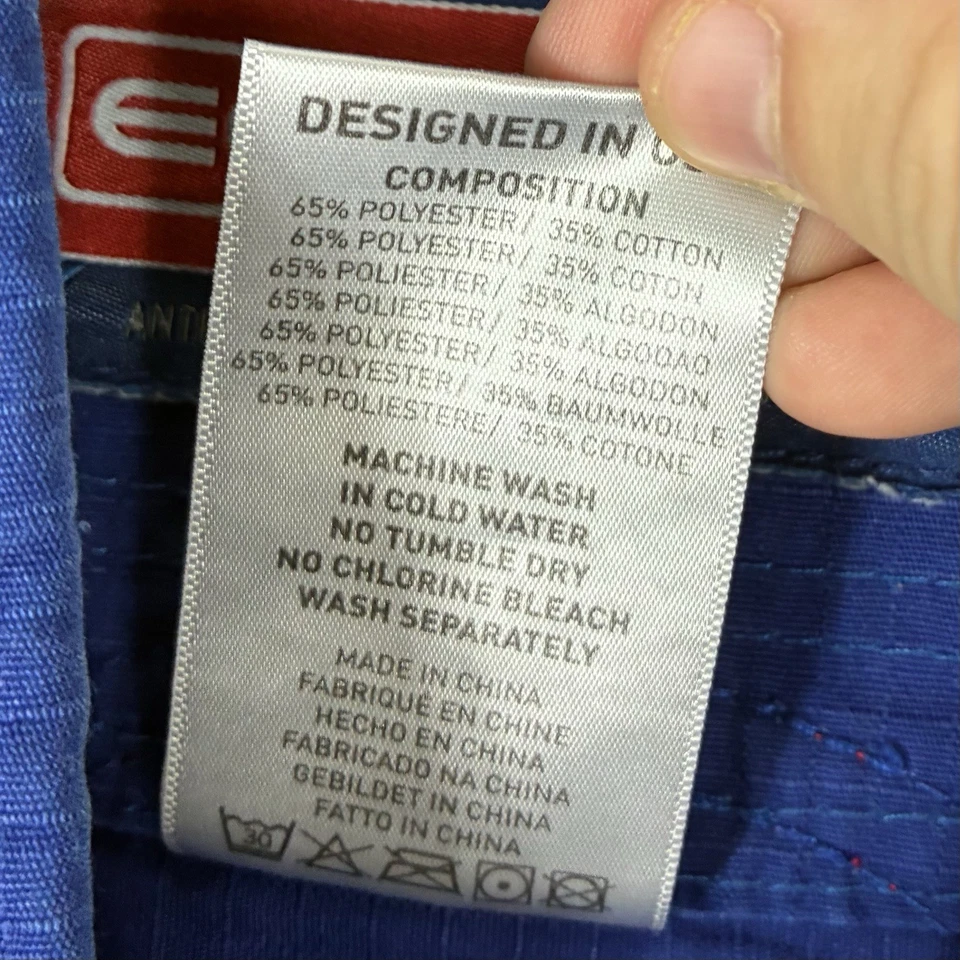 DESIGNED IN
COMPOSITION
65% POLYESTER/ 35% COTTON
65% POLYESTER/ 35% COTON
65% POLIESTER/ 35% ALGODON
65% POLIESTER/ 35% ALGODAO
65% POLYESTER/ 35% ALGODON
65% POLYESTER/ 35% BAUMWOLLE
65% POLIESTERE/ 35% COTONE
MACHINE WASH
IN COLD WATER
NO TUMBLE DRY
NO CHLORINE BLEACH
WASH SEPARATELY
MADE IN CHINA
FABRIQUÉ EN CHINE
HECHO EN CHINA
FABRICADO NA CHINA
GEBILDET IN CHINA
FATTO IN CHINA
30